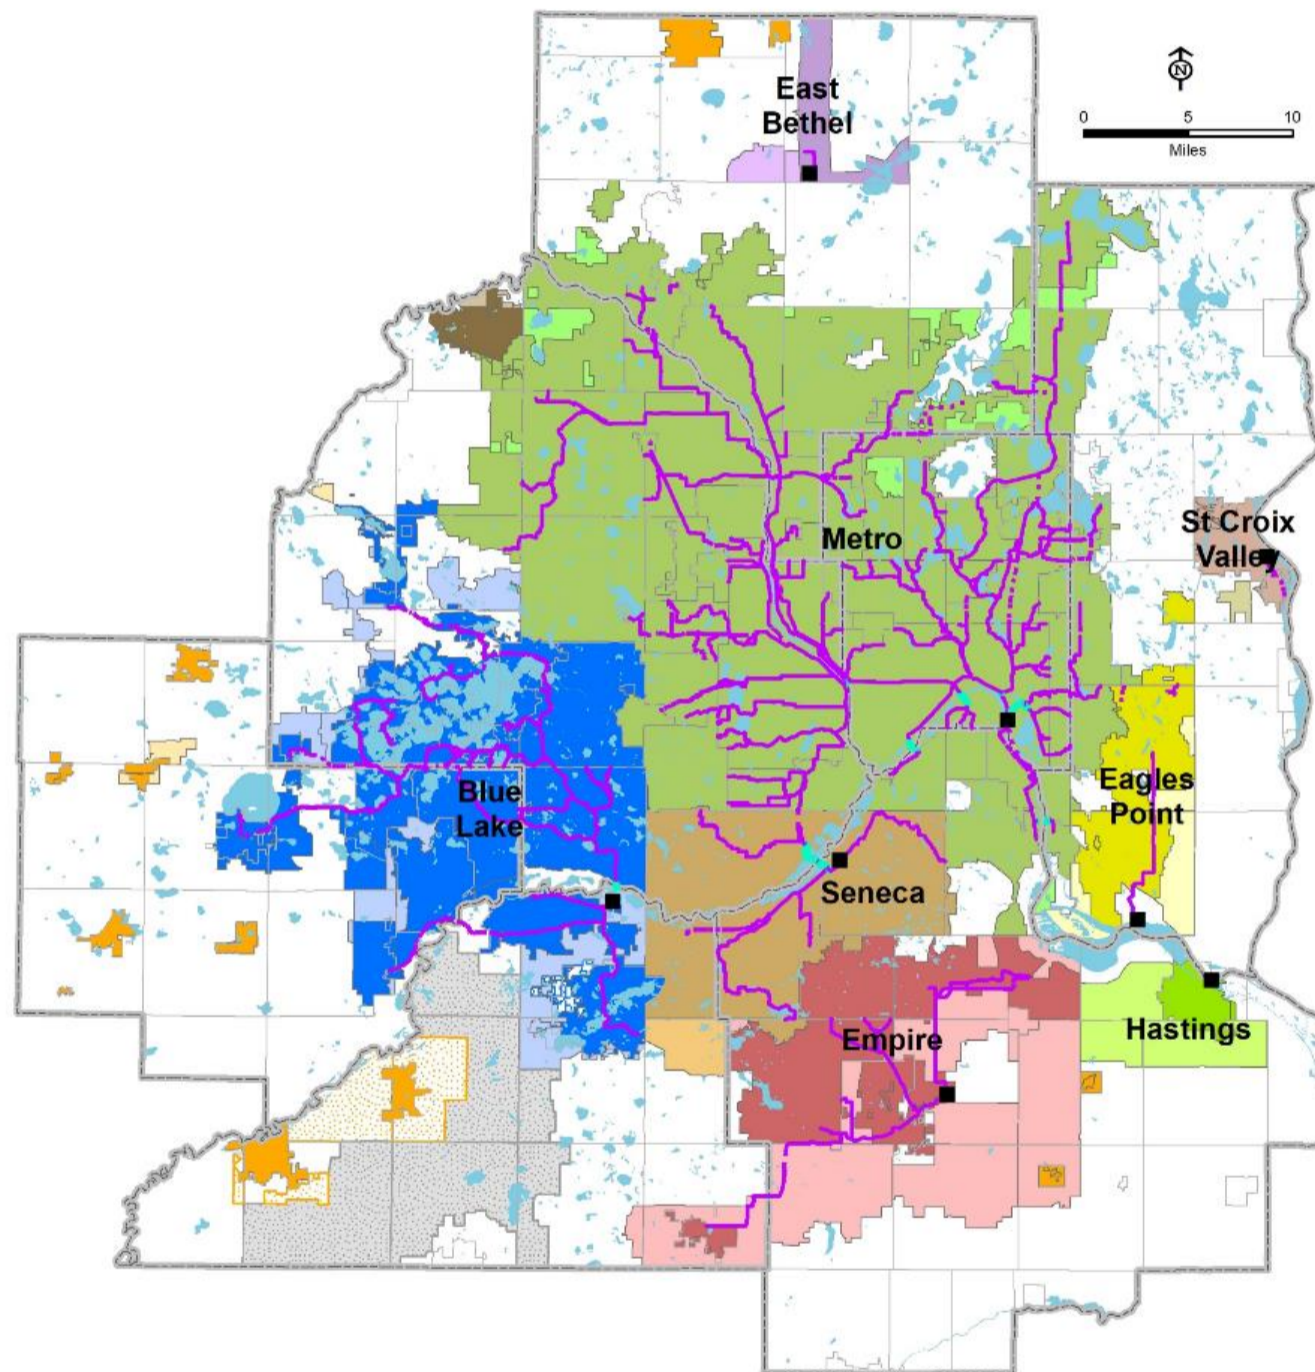 East
Bethel
N
0 5 10
Miles
Metro
St Croix
Valley
Blue
Lake
Eagles
Point
Seneca
Empire
Hastings